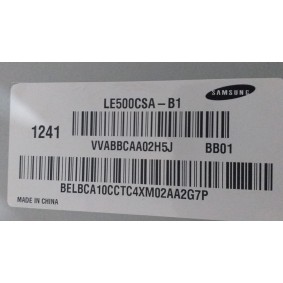 SAMSUNG
LE500CSA-B1
1241
VVABBCAA02H5J BB01
BELBCA10CCTC4XM02AA2G7P
MADE IN CHINA